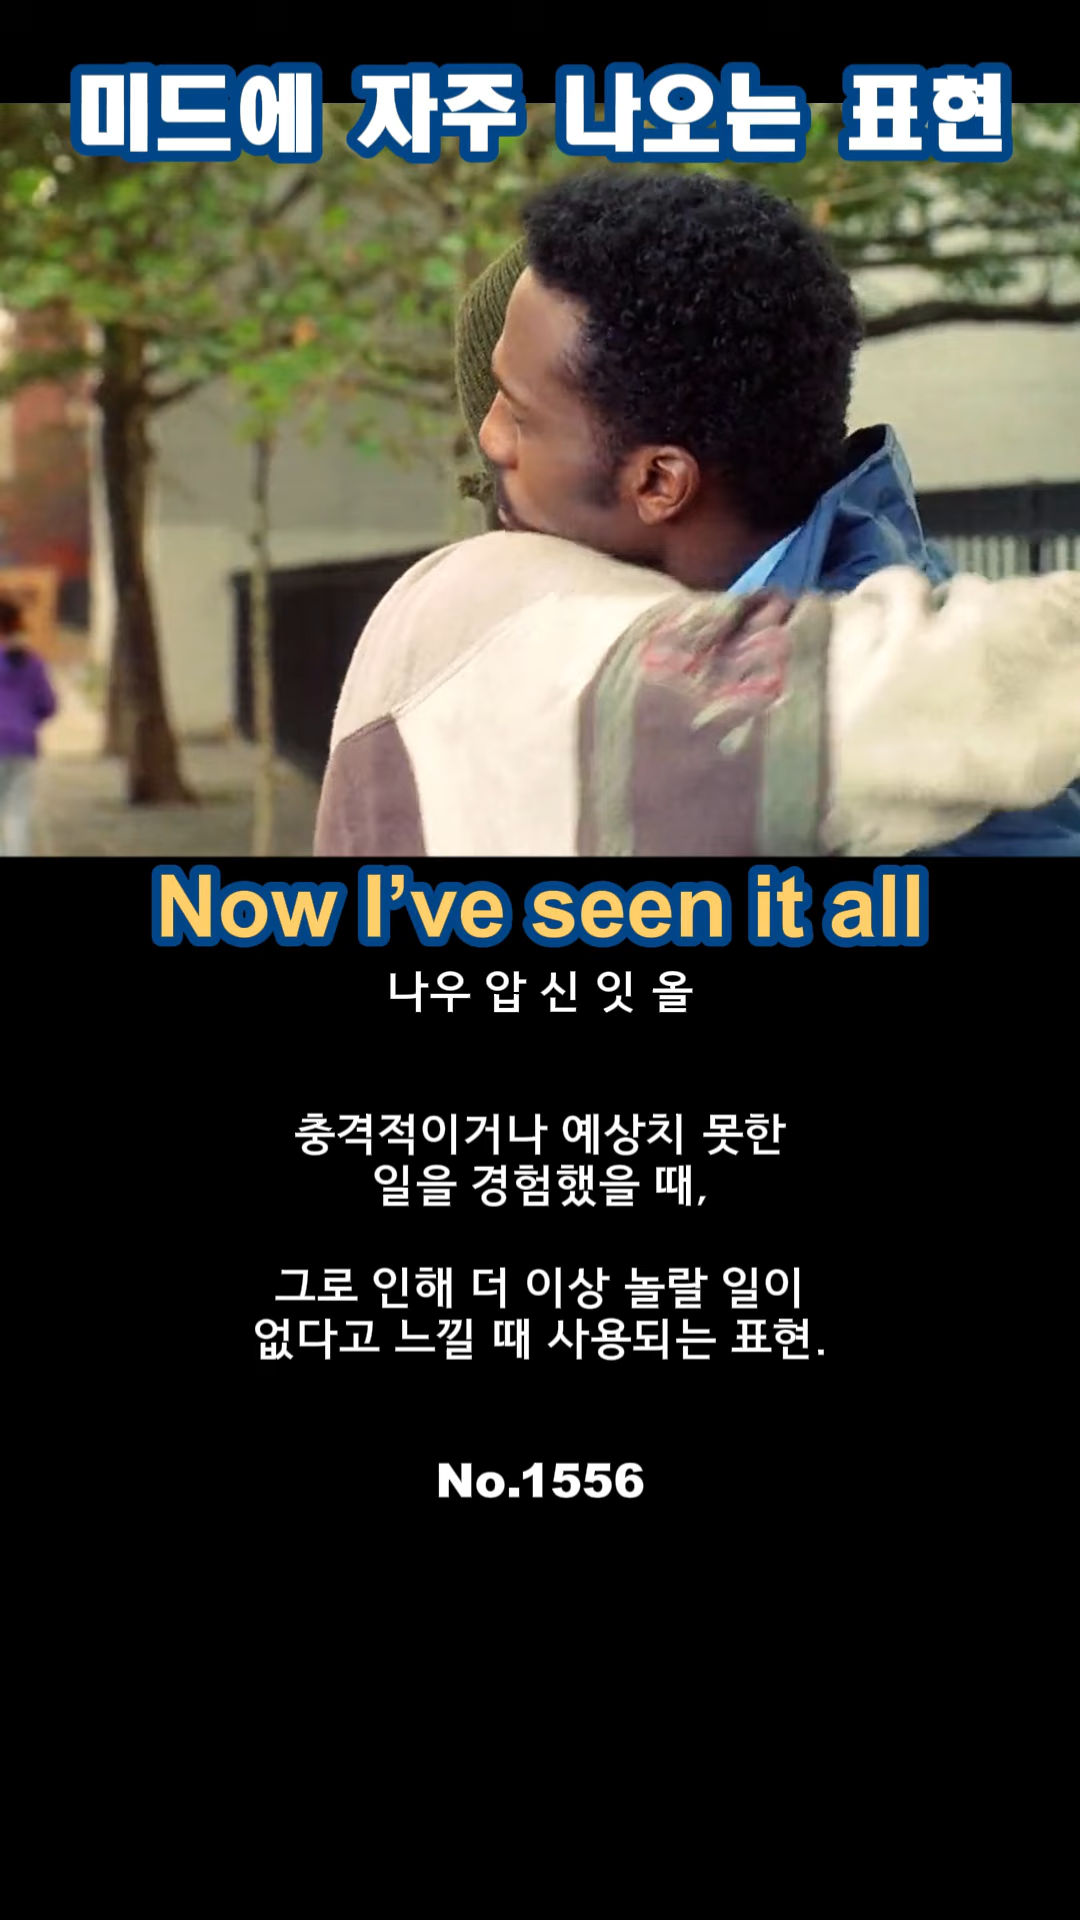 미드에 자주 나오는 표현
Now I’ve seen it all
나우 압 신 잇 올
충격적이거나 예상치 못한
일을 경험했을 때,
그로 인해 더 이상 놀랄 일이
없다고 느낄 때 사용되는 표현.
No.1556